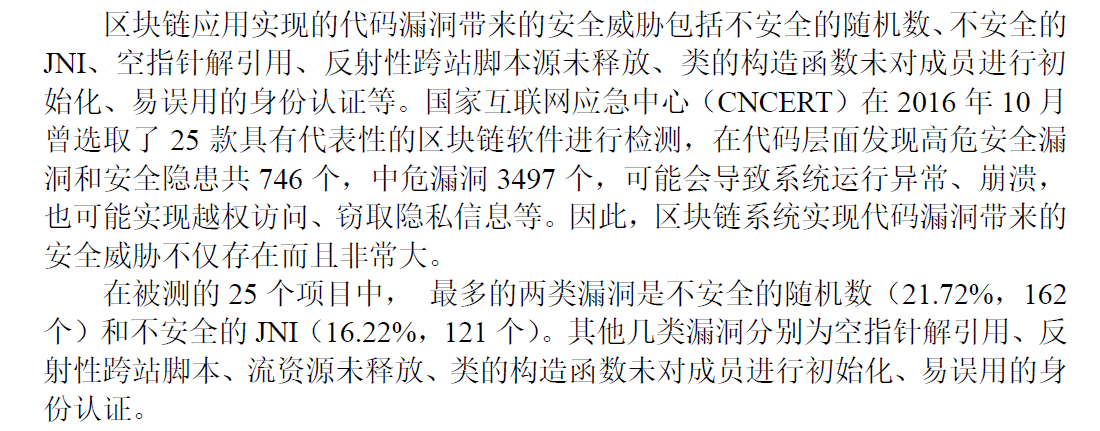 区块链应用实现的代码漏洞带来的安全威胁包括不安全的随机数、不安全的
JNI、空指针解引用、反射性跨站脚本源未释放、类的构造函数未对成员进行初
始化、易误用的身份认证等。国家互联网应急中心（CNCERT）在 2016 年 10 月
曾选取了 25 款具有代表性的区块链软件进行检测，在代码层面发现高危安全漏
洞和安全隐患共 746 个，中危漏洞 3497 个，可能会导致系统运行异常、崩溃，
也可能实现越权访问、窃取隐私信息等。因此，区块链系统实现代码漏洞带来的
安全威胁不仅存在而且非常大。
在被测的 25 个项目中， 最多的两类漏洞是不安全的随机数（21.72%，162
个）和不安全的 JNI（16.22%，121 个）。其他几类漏洞分别为空指针解引用、反
射性跨站脚本、流资源未释放、类的构造函数未对成员进行初始化、易误用的身
份认证。